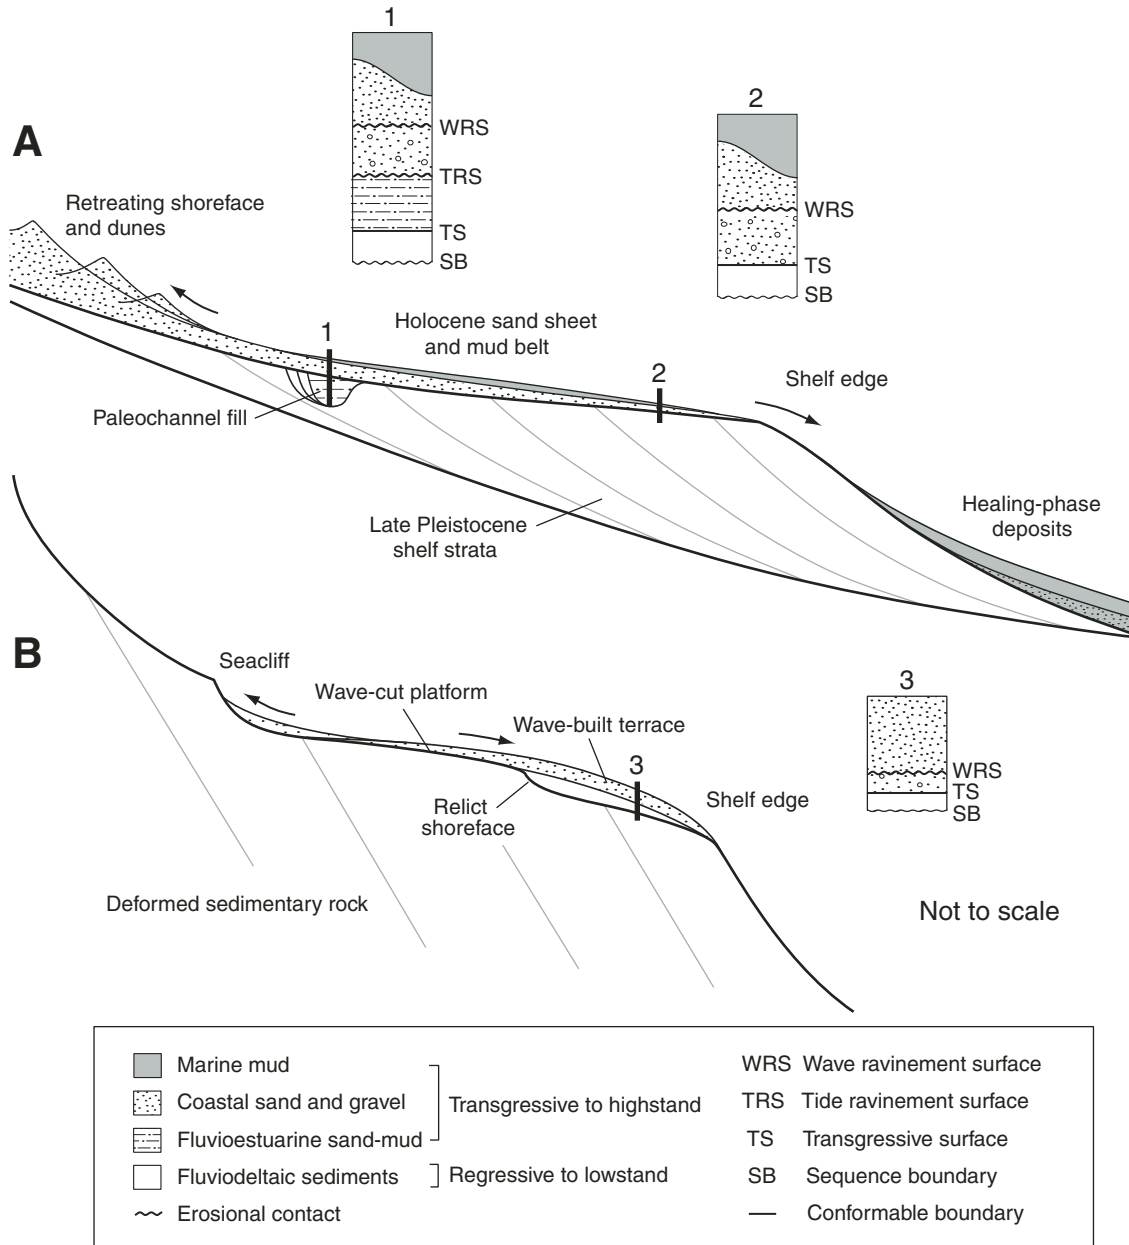 1
WRS
TRS
TS
SB
2
WRS
TS
SB
A
Retreating shoreface
and dunes
1
Holocene sand sheet
and mud belt
2
Shelf edge
Paleochannel fill
Late Pleistocene
shelf strata
Healing-phase
deposits
B
Seacliff
Wave-cut platform
Wave-built terrace
3
Relict
shoreface
Shelf edge
3
WRS
TS
SB
Deformed sedimentary rock
Not to scale
Marine mud
Coastal sand and gravel
Fluvioestuarine sand-mud
Transgressive to highstand
Fluviodeltaic sediments
Regressive to lowstand
Erosional contact
WRS Wave ravinement surface
TRS Tide ravinement surface
TS Transgressive surface
SB Sequence boundary
Conformable boundary